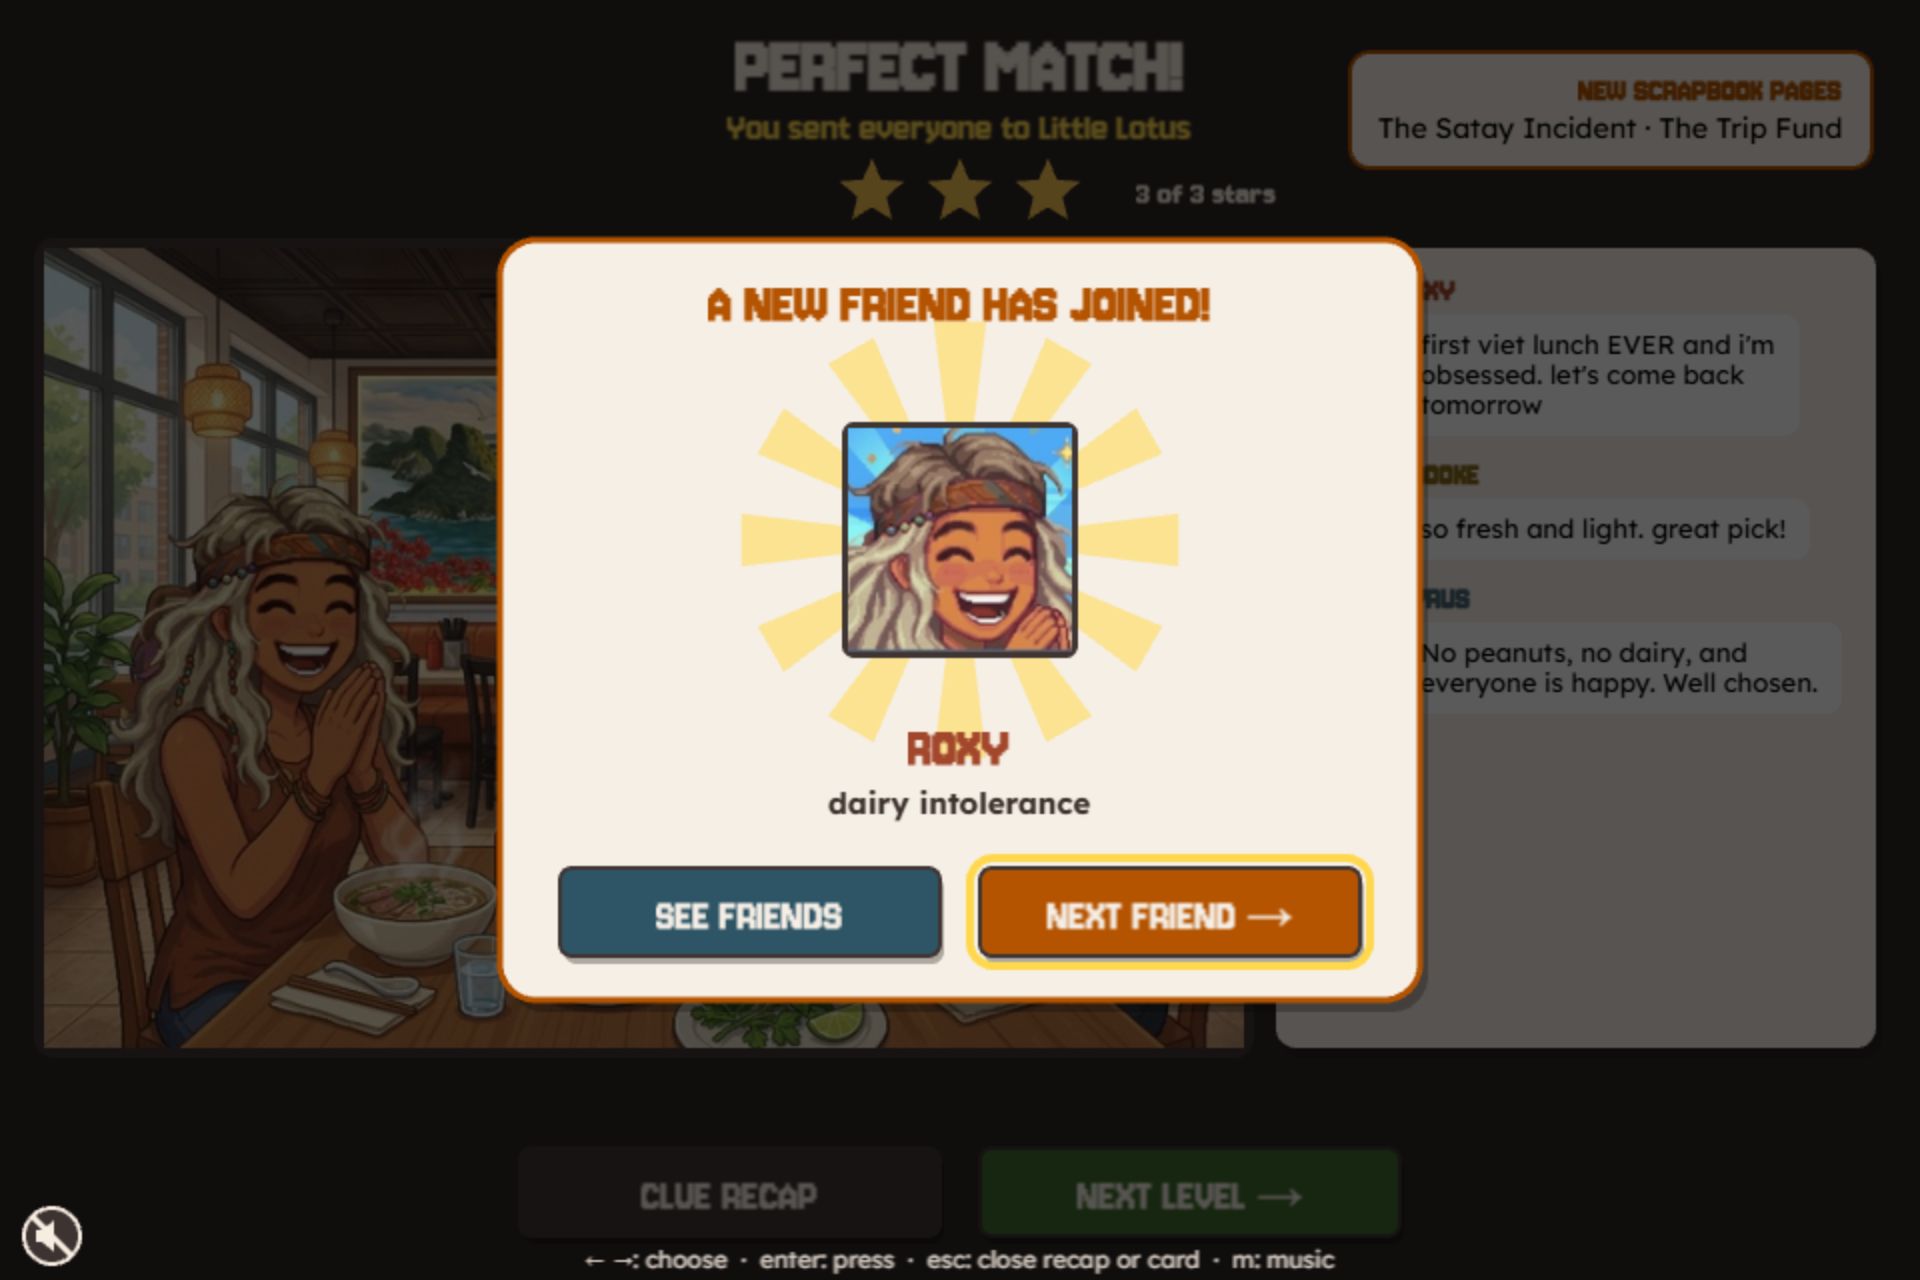 PERFECT MATCH!
You sent everyone to Little Lotus
3 of 3 stars
NEW SCRAPBOOK PAGES
The Satay Incident · The Trip Fund
A NEW FRIEND HAS JOINED!
ROXY
dairy intolerance
SEE FRIENDS
NEXT FRIEND →
first viet lunch EVER and i'm
obsessed. let's come back
tomorrow
so fresh and light. great pick!
No peanuts, no dairy, and
everyone is happy. Well chosen.
CLUE RECAP
NEXT LEVEL →
← →: choose · enter: press · esc: close recap or card · m: music